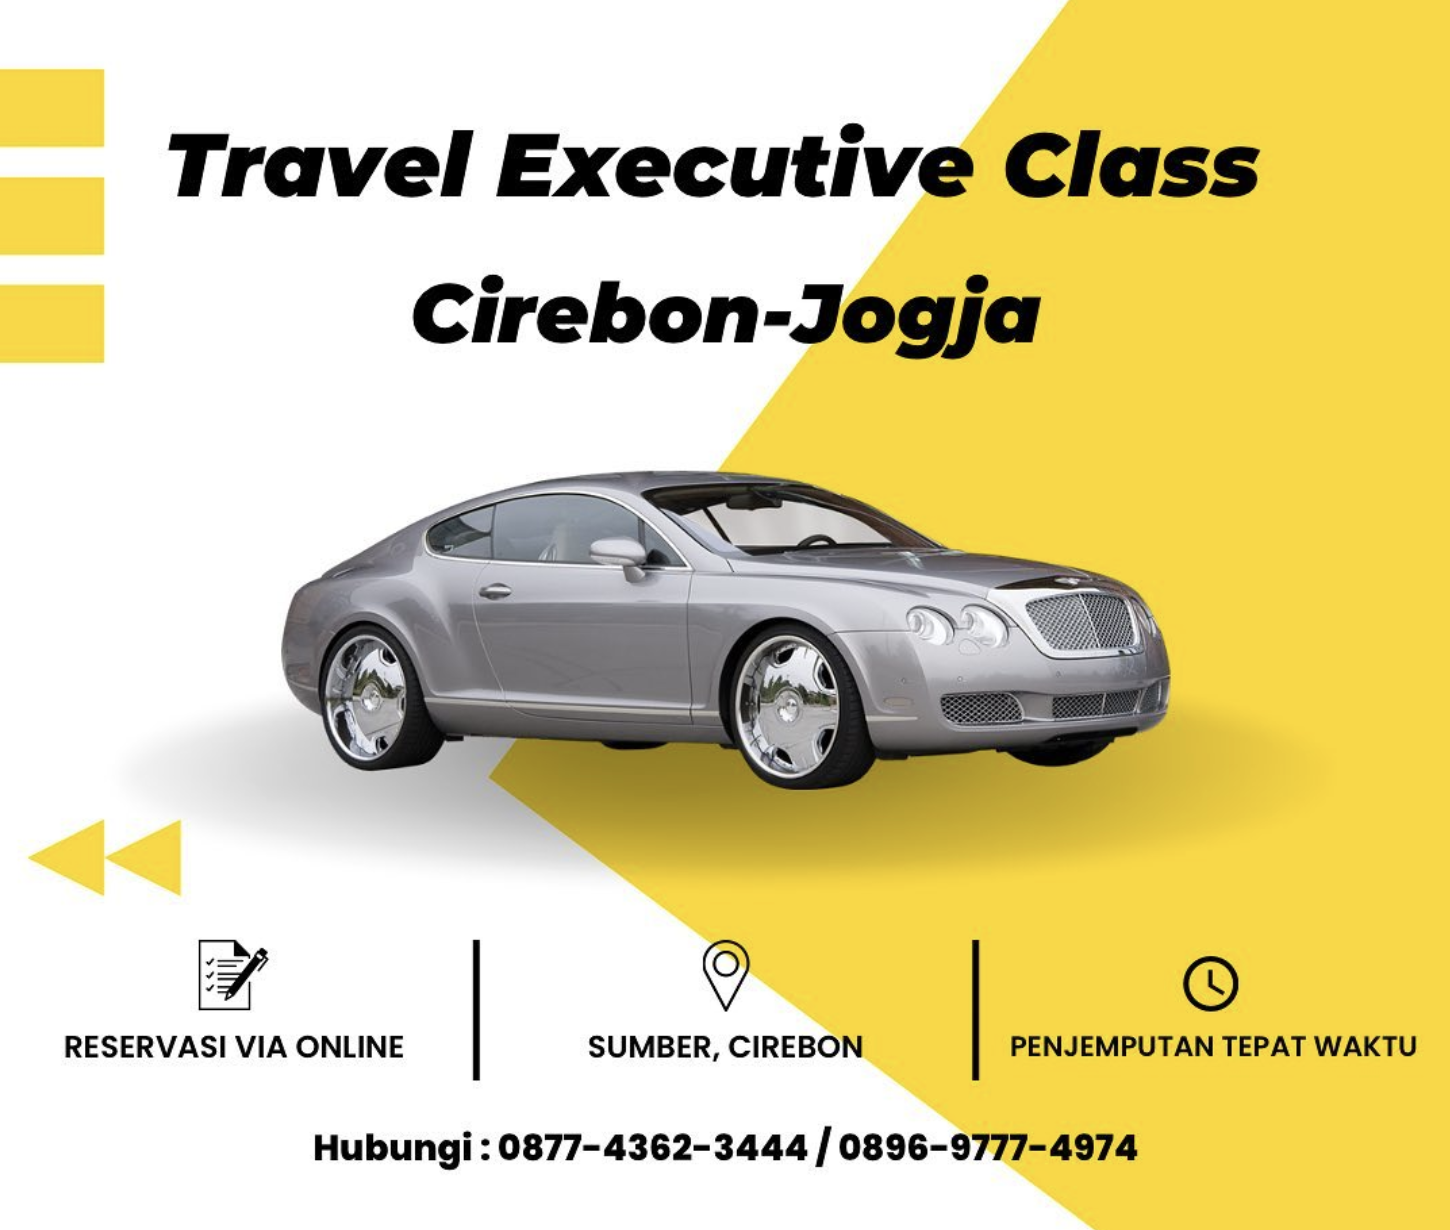 Travel Executive Class
Cirebon-Jogja
RESERVASI VIA ONLINE
SUMBER, CIREBON
PENJEMPUTAN TEPAT WAKTU
Hubungi : 0877-4362-3444 / 0896-9777-4974